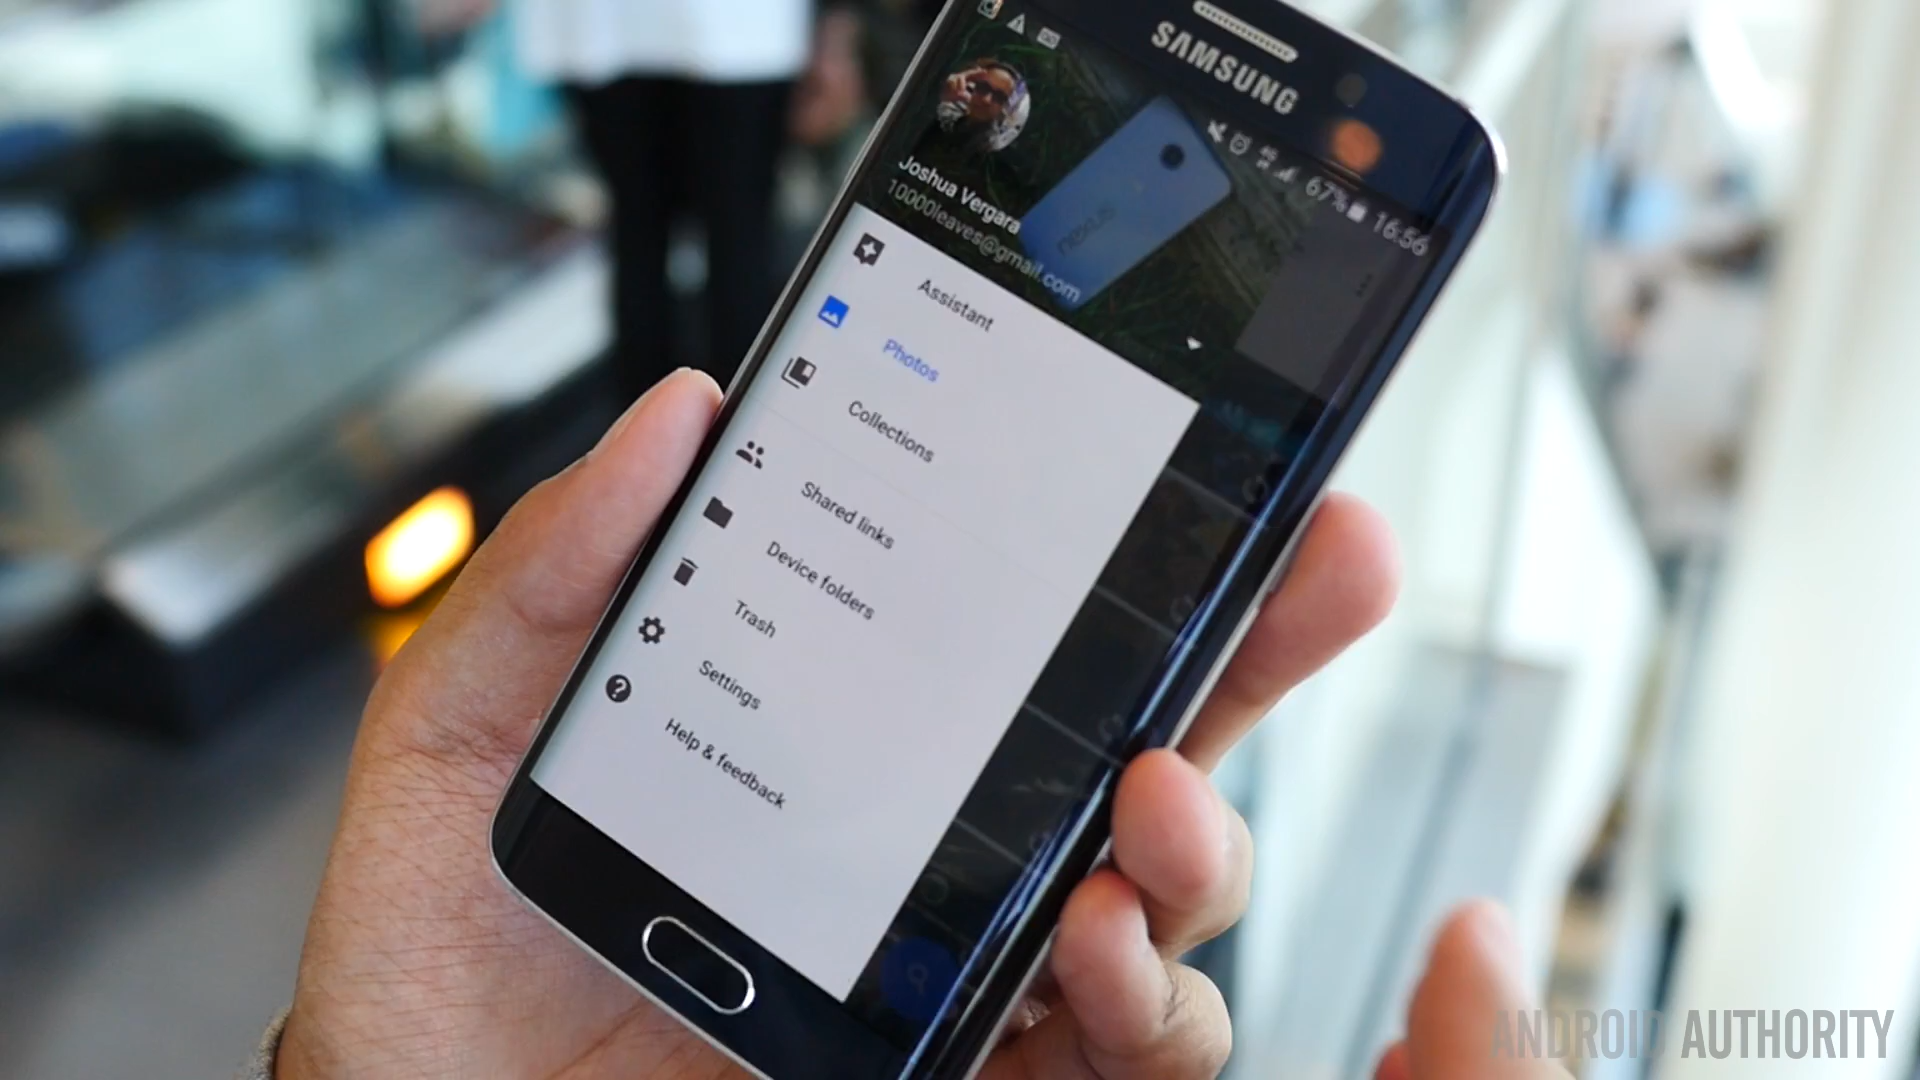 SAMSUNG
67% 16:56
Joshua Vergara
10000leaves@gmail.com
nexus
Assistant
Photos
Collections
Shared links
Device folders
Trash
Settings
Help & feedback
ANDROID AUTHORITY